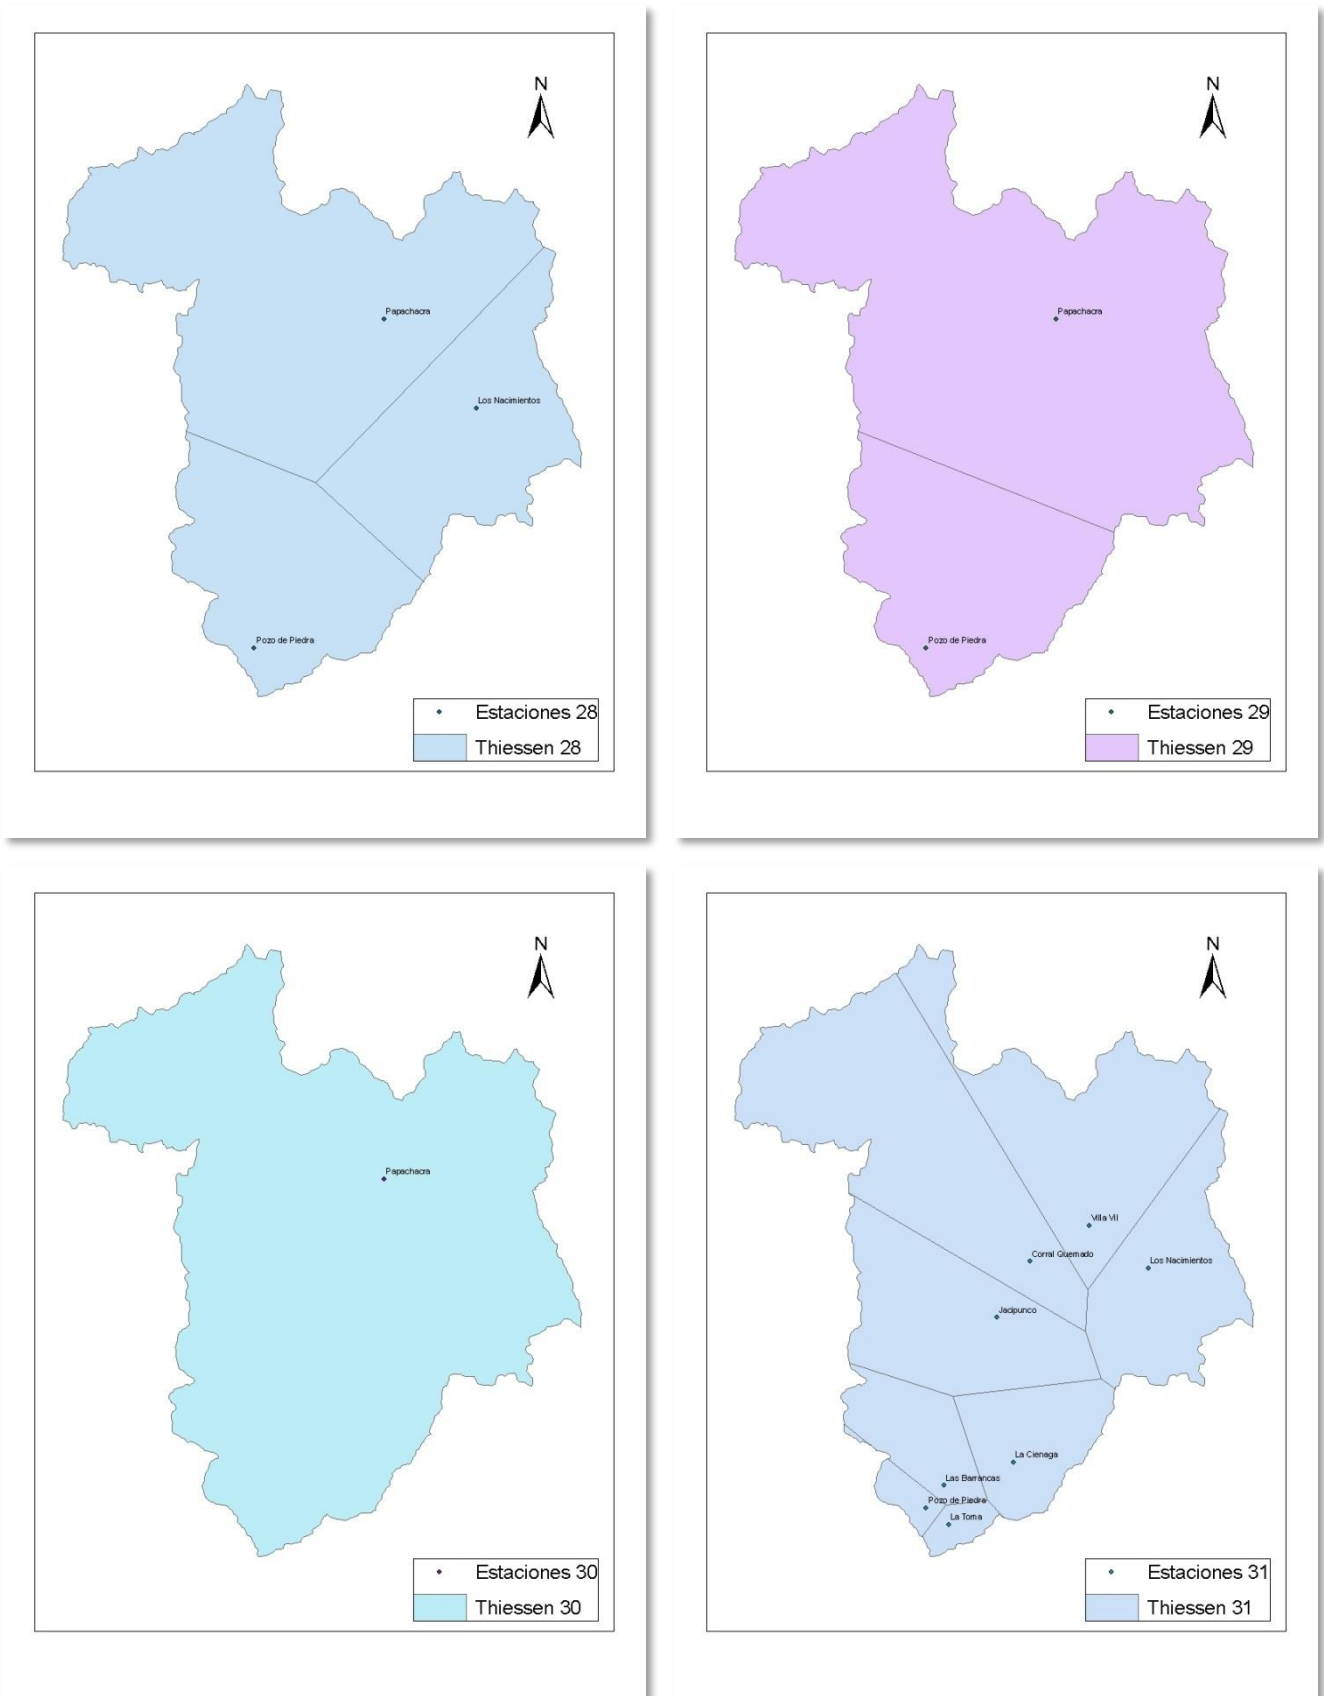 N
Papachacra
Los Nacimientos
Pozo de Piedra
Estaciones 28
Thiessen 28
N
Papachacra
Pozo de Piedra
Estaciones 29
Thiessen 29
N
Papachacra
Estaciones 30
Thiessen 30
N
Villa Vil
Corral Quemado
Los Nacimientos
Jacipunco
La Cienaga
Las Barrancas
Pozo de Piedra
La Toma
Estaciones 31
Thiessen 31